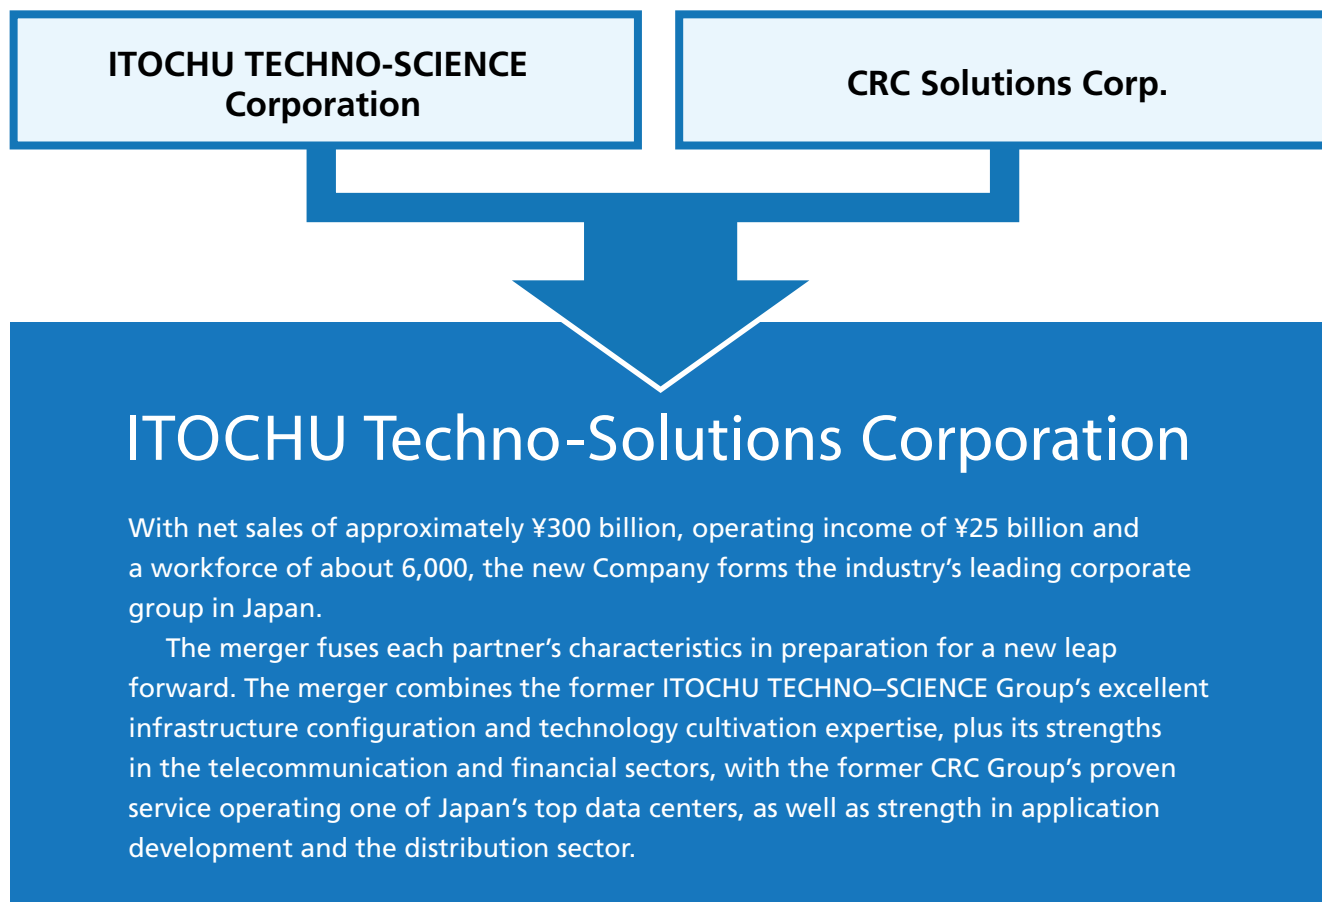 ITOCHU TECHNO-SCIENCE
Corporation
CRC Solutions Corp.
ITOCHU Techno-Solutions Corporation
With net sales of approximately ¥300 billion, operating income of ¥25 billion and
a workforce of about 6,000, the new Company forms the industry’s leading corporate
group in Japan.
The merger fuses each partner’s characteristics in preparation for a new leap
forward. The merger combines the former ITOCHU TECHNO–SCIENCE Group’s excellent
infrastructure configuration and technology cultivation expertise, plus its strengths
in the telecommunication and financial sectors, with the former CRC Group’s proven
service operating one of Japan’s top data centers, as well as strength in application
development and the distribution sector.